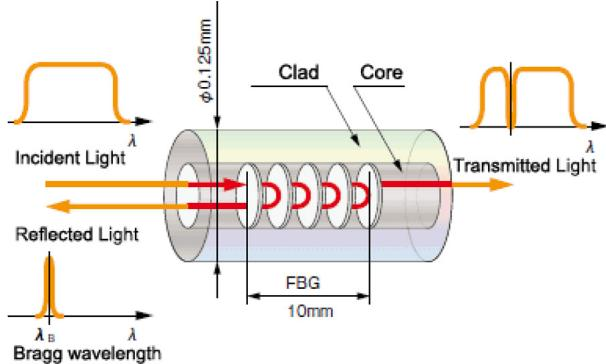 ϕ0.125mm
Clad
Core
λ
Incident Light
λ
Transmitted Light
Reflected Light
FBG
10mm
λB
λ
Bragg wavelength